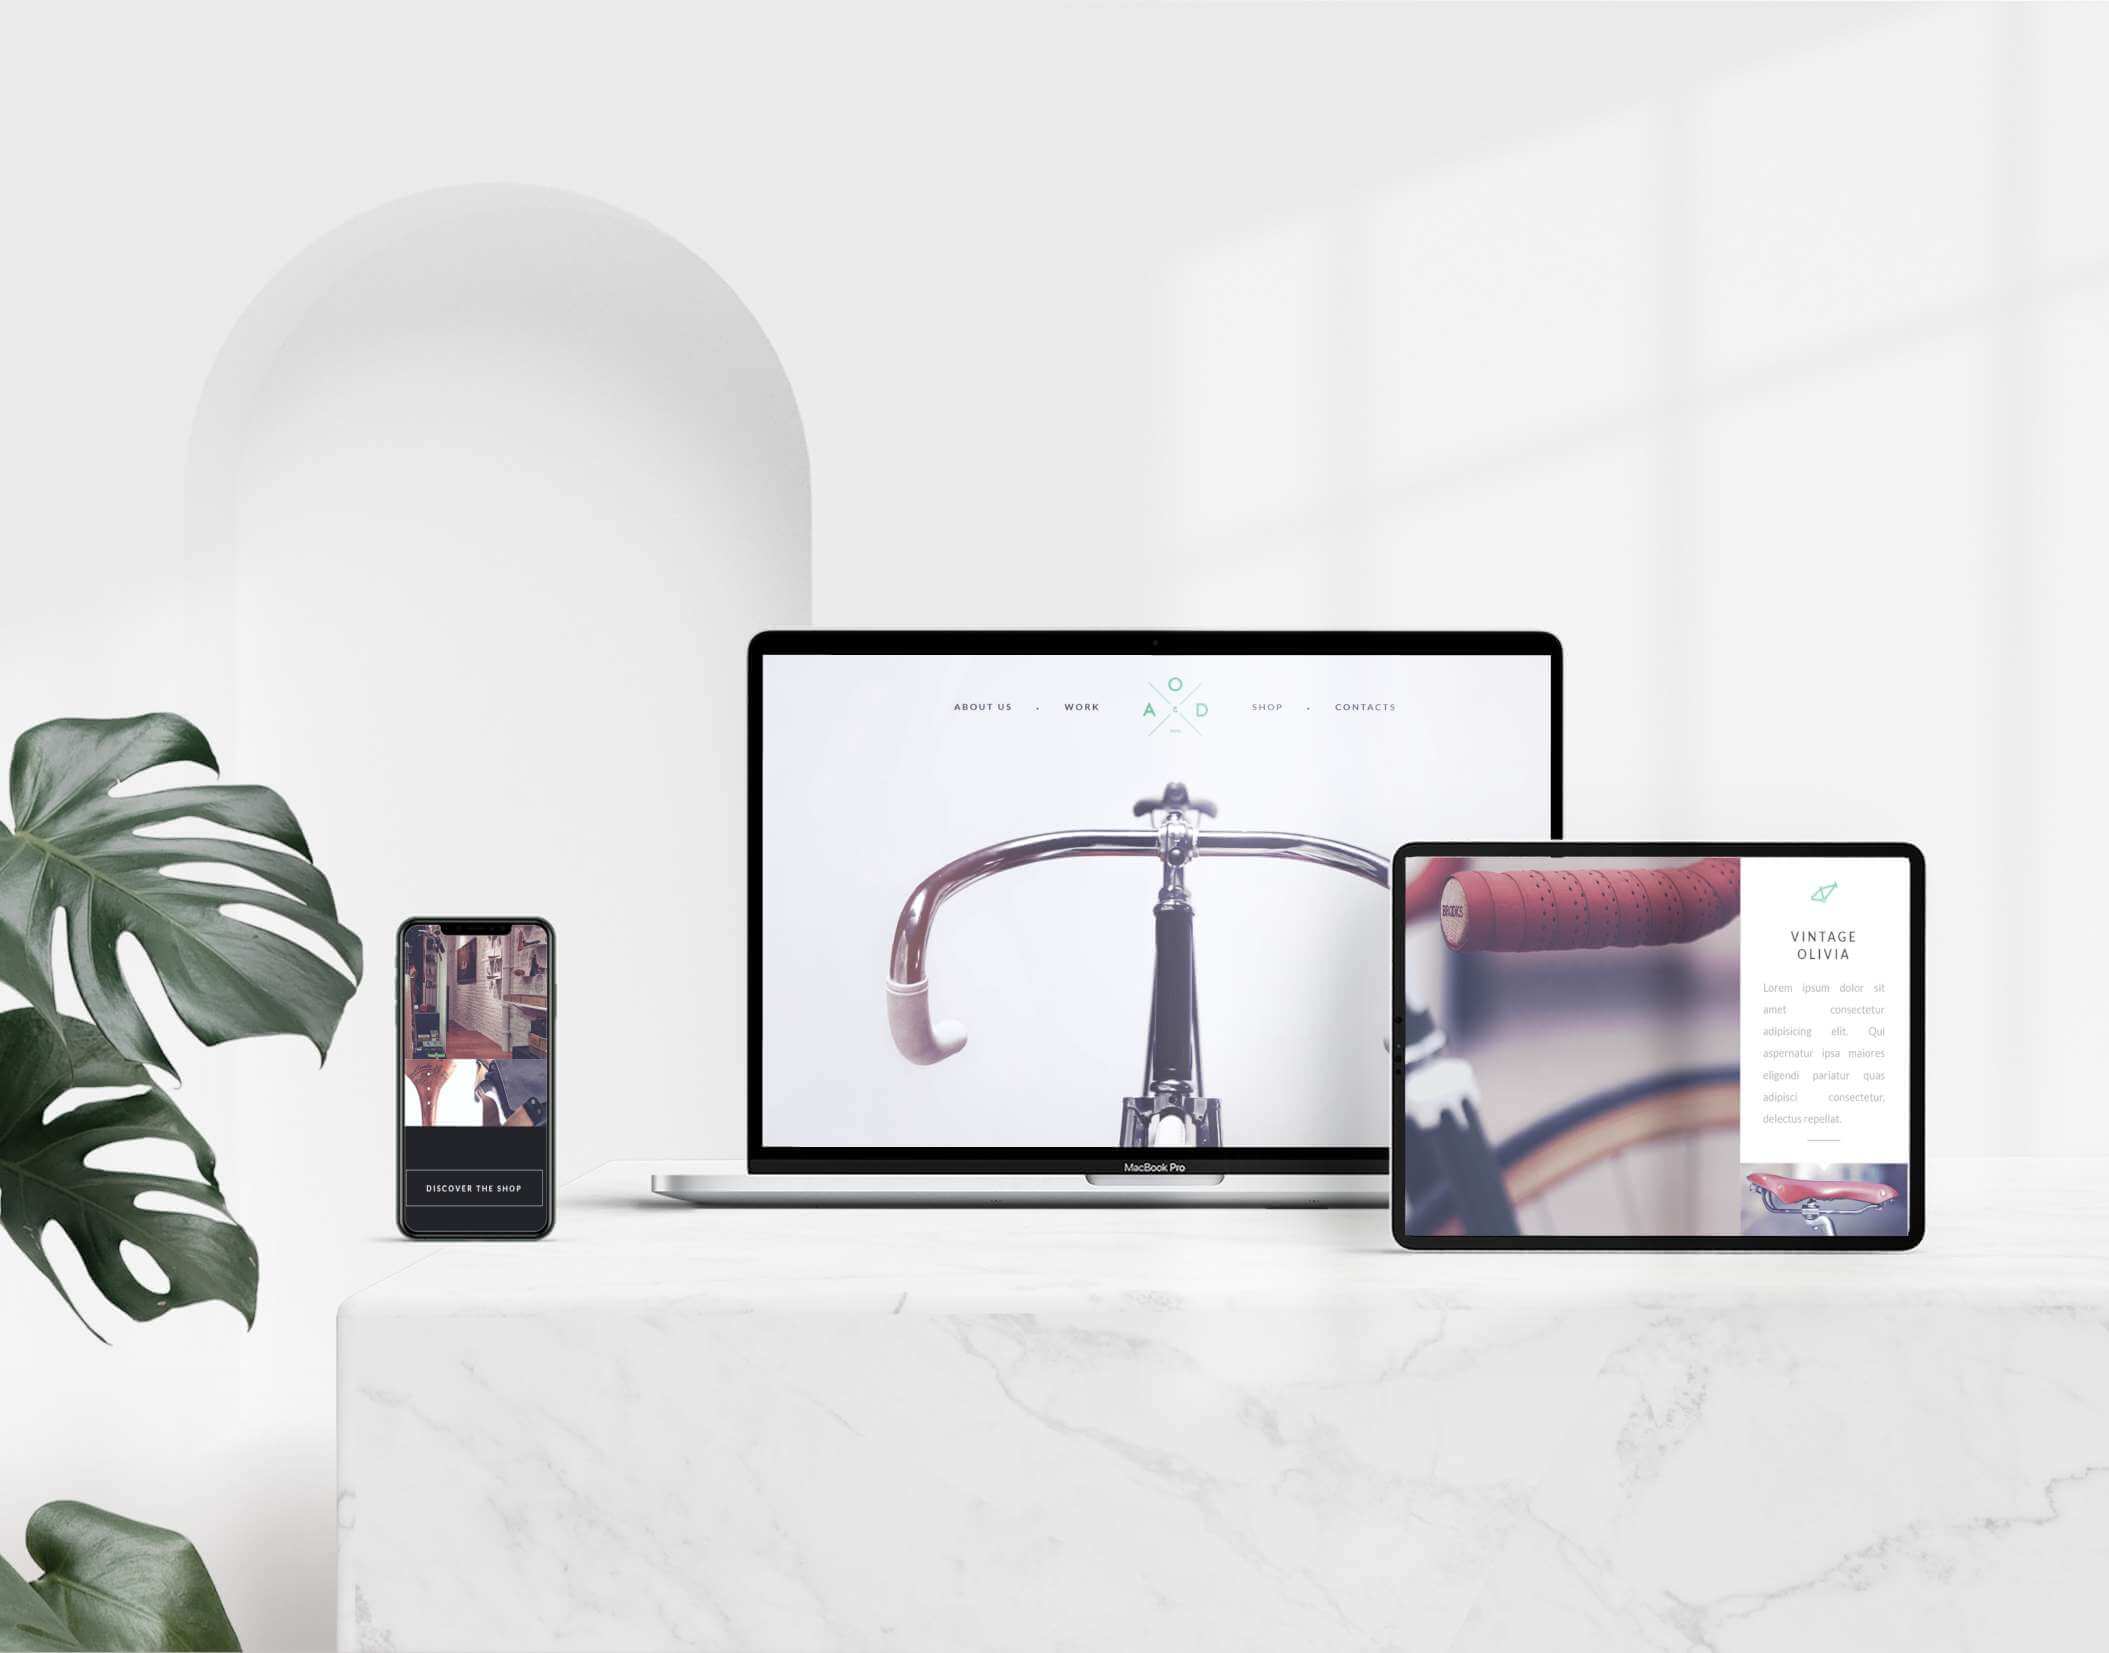 ABOUT US • WORK
O
A & D
SHOP • CONTACTS
MacBook Pro
BROOKS
VINTAGE
OLIVIA
Lorem ipsum dolor sit
amet consectetur
adipisicing elit. Qui
aspernatur ipsa maiores
eligendi pariatur quas
adipisci consectetur,
delectus repellat.
DISCOVER THE SHOP